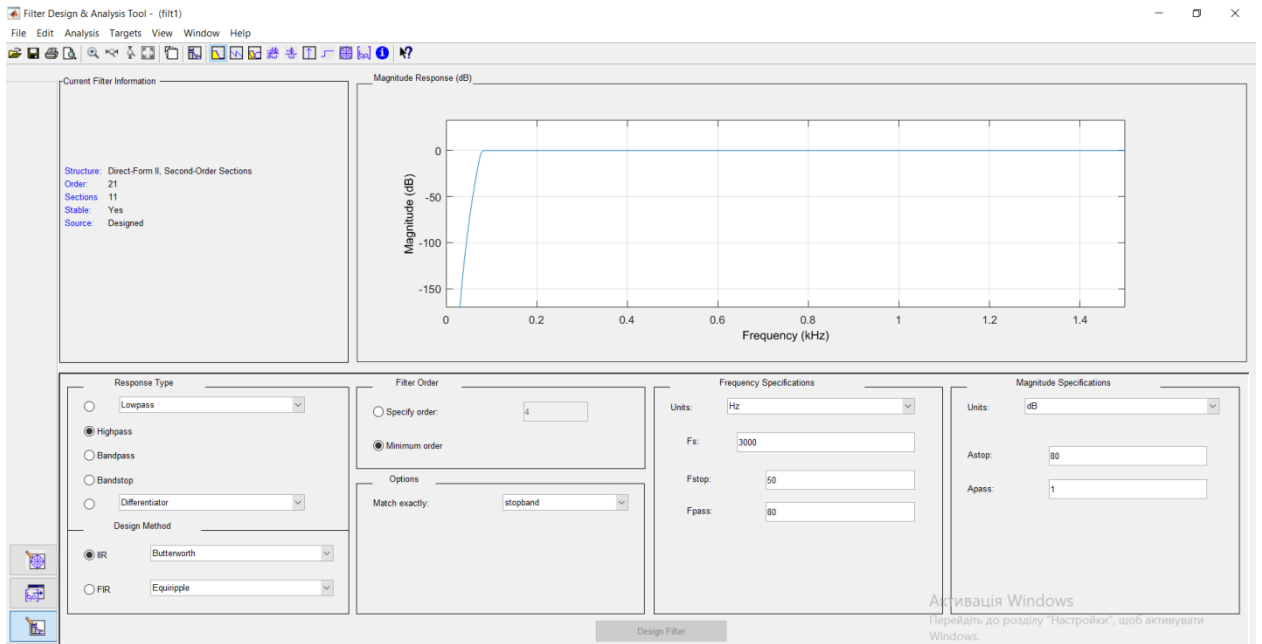 Filter Design & Analysis Tool - (filt1)
File Edit Analysis Targets View Window Help
Current Filter Information
Structure: Direct-Form II, Second-Order Sections
Order: 21
Sections 11
Stable: Yes
Source: Designed
Magnitude Response (dB)
0
-50
-100
-150
Magnitude (dB)
0 0.2 0.4 0.6 0.8 1 1.2 1.4
Frequency (kHz)
Response Type
Lowpass
Highpass
Bandpass
Bandstop
Differentiator
Design Method
IIR Butterworth
FIR Equiripple
Filter Order
Specify order: 4
Minimum order
Options
Match exactly: stopband
Frequency Specifications
Units: Hz
Fs: 3000
Fstop: 50
Fpass: 80
Magnitude Specifications
Units: dB
Astop: 80
Apass: 1
Design Filter
Активація Windows
Перейдіть до розділу "Настройки", щоб активувати
Windows.